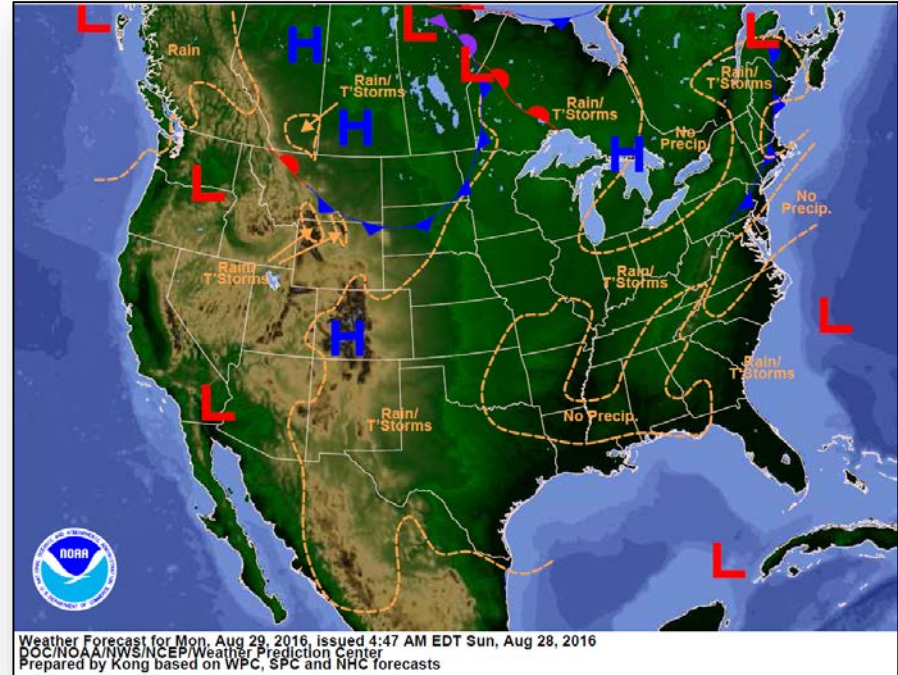 L
L
L
H
Rain
Rain/
T'Storms
L
Rain/
T'Storms
Rain/
T'Storms
H
No
Precip.
H
L
No
Precip.
Rain/
T'Storms
Rain/
T'Storms
H
L
Rain/
T'Storms
L
Rain/
T'Storms
No Precip.
L
NOAA
Weather Forecast for Mon, Aug 29, 2016, issued 4:47 AM EDT Sun, Aug 28, 2016
DOC/NOAA/NWS/NCEP/Weather Prediction Center
Prepared by Kong based on WPC, SPC and NHC forecasts